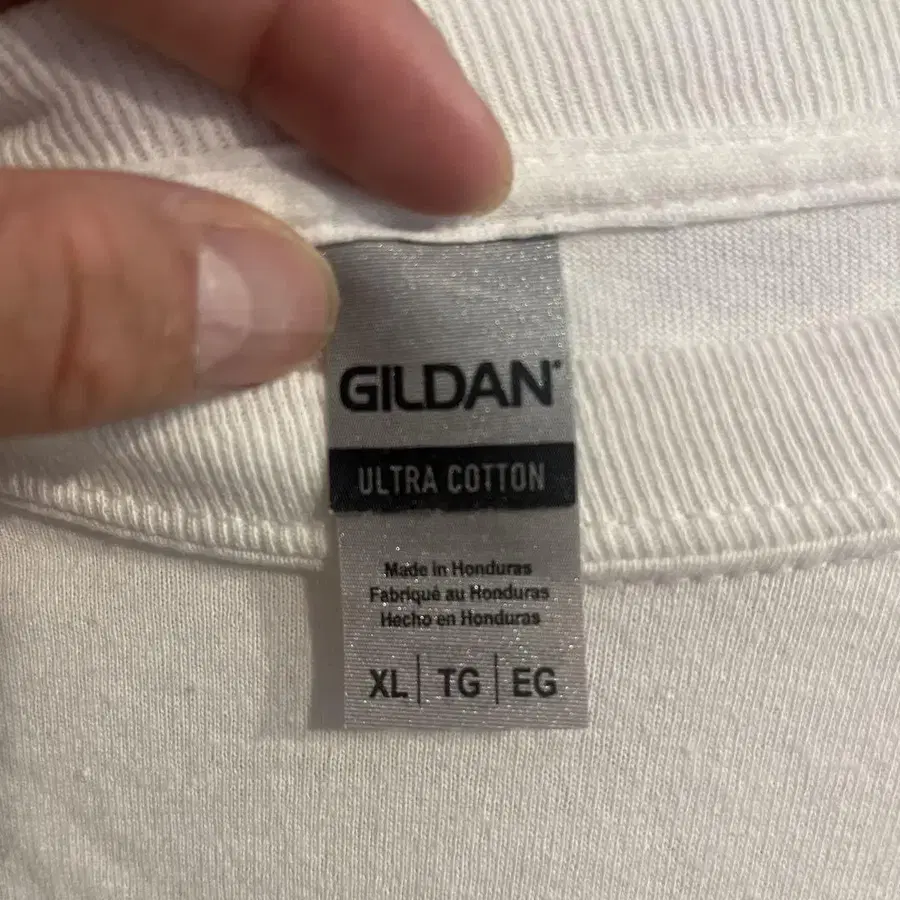 GILDAN®
ULTRA COTTON
Made in Honduras
Fabriqué au Honduras
Hecho en Honduras
XL | TG | EG